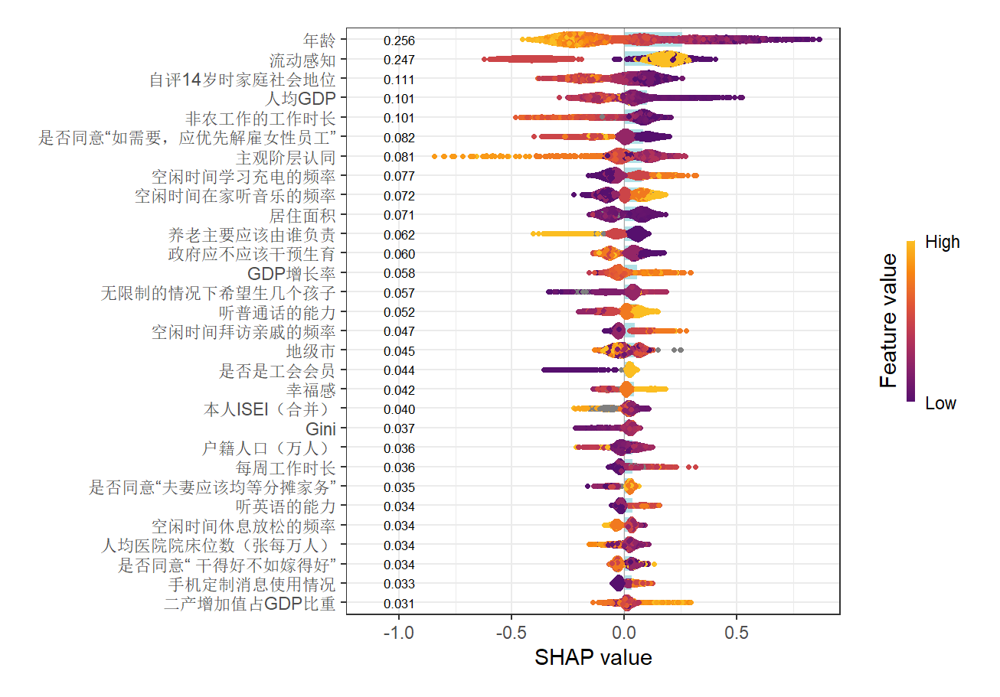 年龄 0.256
流动感知 0.247
自评14岁时家庭社会地位 0.111
人均GDP 0.101
非农工作的工作时长 0.101
是否同意“如需要，应优先解雇女性员工” 0.082
主观阶层认同 0.081
空闲时间学习充电的频率 0.077
空闲时间在家听音乐的频率 0.072
居住面积 0.071
养老主要应该由谁负责 0.062
政府应不应该干预生育 0.060
GDP增长率 0.058
无限制的情况下希望生几个孩子 0.057
听普通话的能力 0.052
空闲时间拜访亲戚的频率 0.047
地级市 0.045
是否是工会会员 0.044
幸福感 0.042
本人ISEI（合并） 0.040
Gini 0.037
户籍人口（万人） 0.036
每周工作时长 0.036
是否同意“夫妻应该均等分摊家务” 0.035
听英语的能力 0.034
空闲时间休息放松的频率 0.034
人均医院院床位数（张每万人） 0.034
是否同意“ 干得好不如嫁得好” 0.034
手机定制消息使用情况 0.033
二产增加值占GDP比重 0.031
-1.0 -0.5 0.0 0.5
SHAP value
Feature value
High
Low